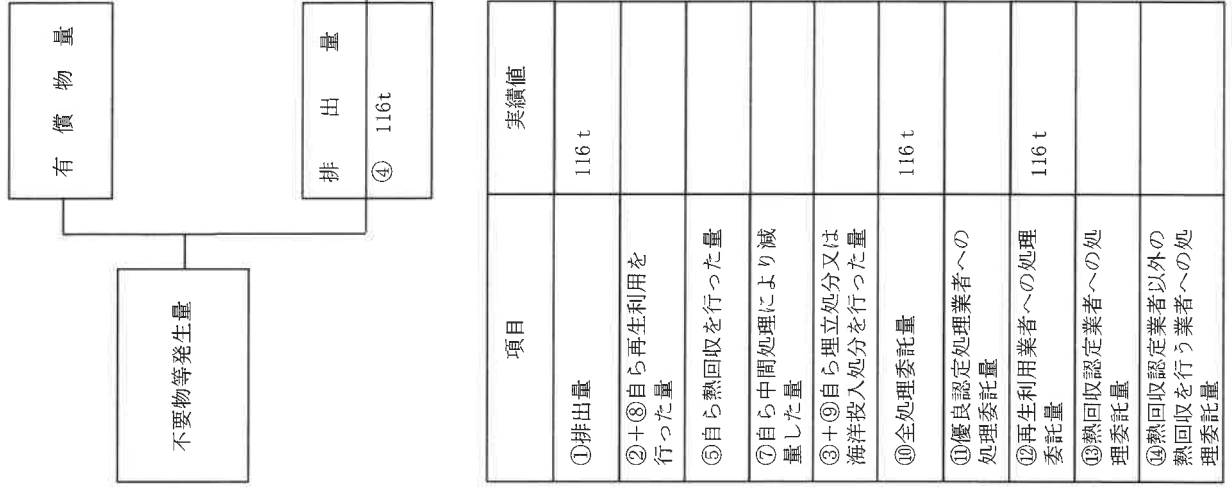 不要物等発生量
有償物量
排出量
④ 116t
項目
実績値
①排出量
116 t
②+⑧自ら再生利用を
行った量
⑤自ら熱回収を行った量
⑦自ら中間処理により減
量した量
③+⑨自ら埋立処分又は
海洋投入処分を行った量
⑩全処理委託量
116 t
⑪優良認定処理業者への
処理委託量
⑫再生利用業者への処理
委託量
116 t
⑬熱回収認定業者への処
理委託量
⑭熱回収認定業者以外の
熱回収を行う業者への処
理委託量